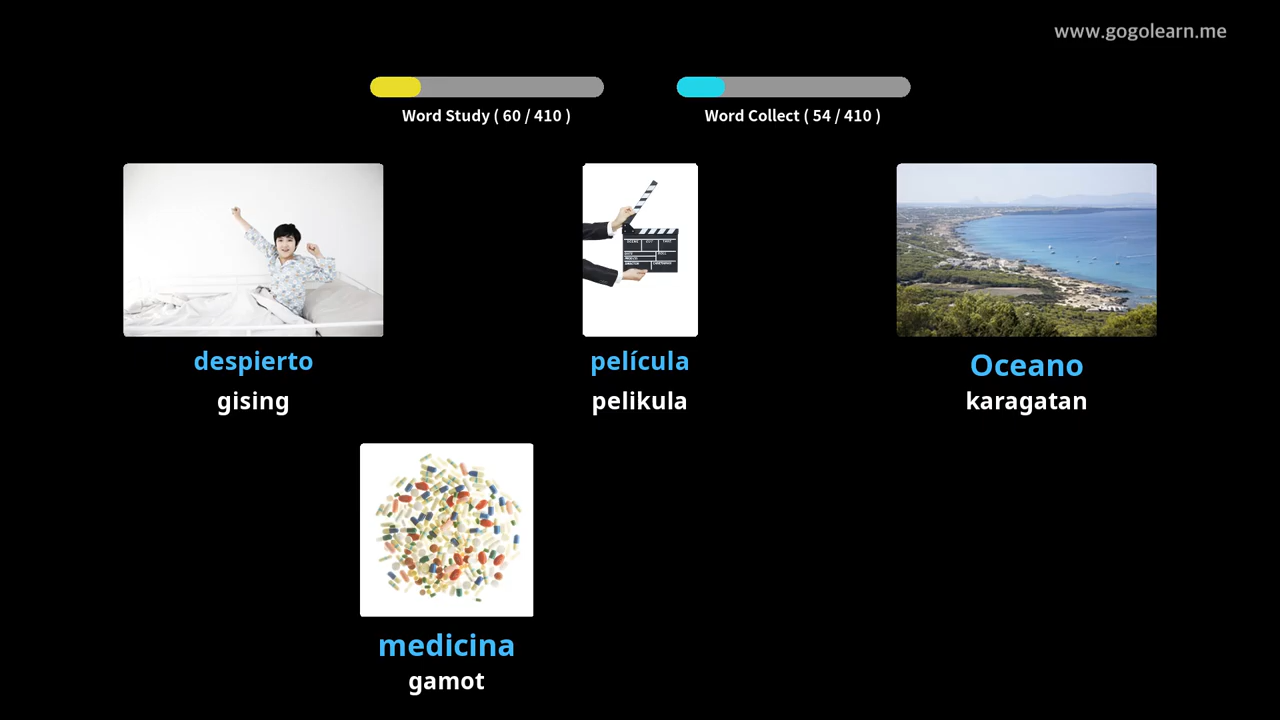 www.gogolearn.me
Word Study ( 60 / 410 )
Word Collect ( 54 / 410 )
despierto
gising
película
pelikula
Oceano
karagatan
medicina
gamot